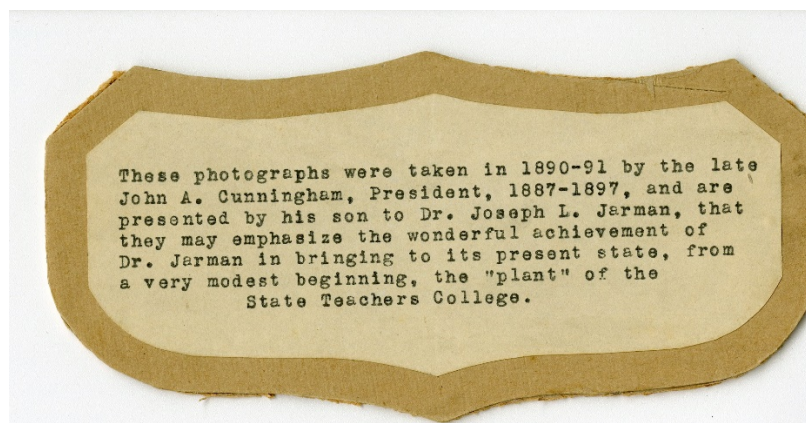 These photographs were taken in 1890-91 by the late
John A. Cunningham, President, 1887-1897, and are
presented by his son to Dr. Joseph L. Jarman, that
they may emphasize the wonderful achievement of
Dr. Jarman in bringing to its present state, from
a very modest beginning, the "plant" of the
State Teachers College.